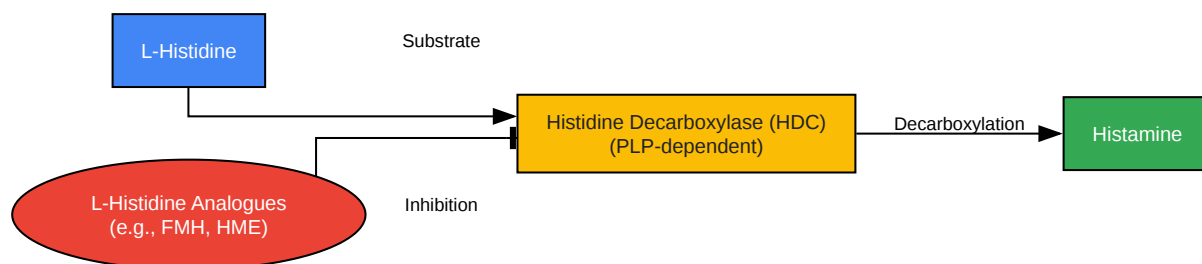 L-Histidine
Substrate
Histidine Decarboxylase (HDC)
(PLP-dependent)
Decarboxylation
Histamine
L-Histidine Analogues
(e.g., FMH, HME)
Inhibition